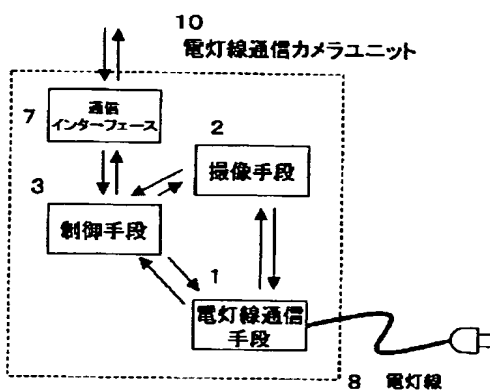 10
電灯線通信カメラユニット
通信
インターフェース
7
2
撮像手段
3
制御手段
1
電灯線通信
手段
8 電灯線